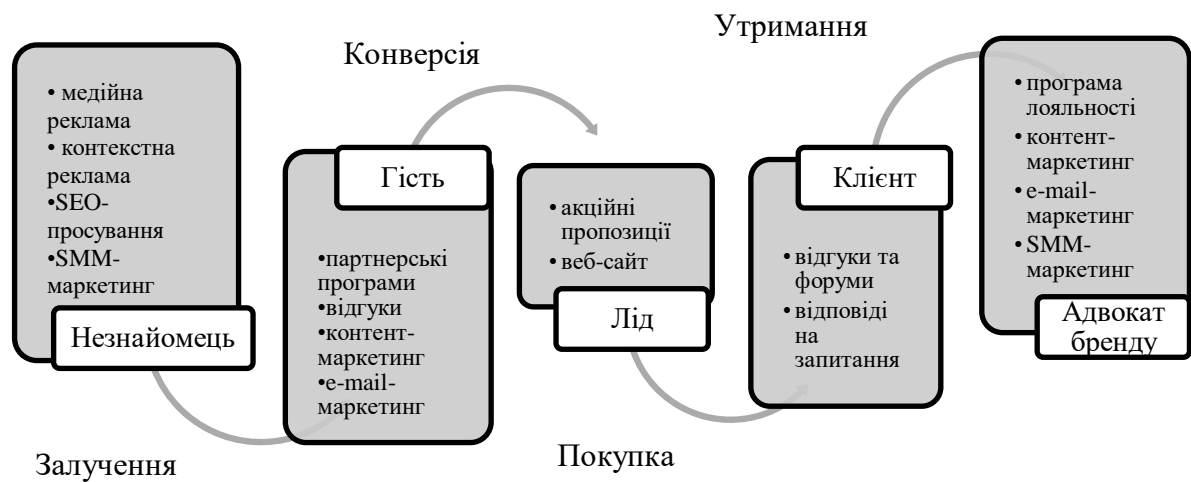 Утримання
Конверсія
• медійна
реклама
• контекстна
реклама
•SEO-
просування
•SMM-
маркетинг
Незнайомець
Залучення
Гість
•партнерські
програми
•відгуки
•контент-
маркетинг
•e-mail-
маркетинг
• акційні
пропозиції
• веб-сайт
Лід
Покупка
Клієнт
• відгуки та
форуми
• відповіді
на
запитання
• програма
лояльності
• контент-
маркетинг
• e-mail-
маркетинг
• SMM-
маркетинг
Адвокат
бренду